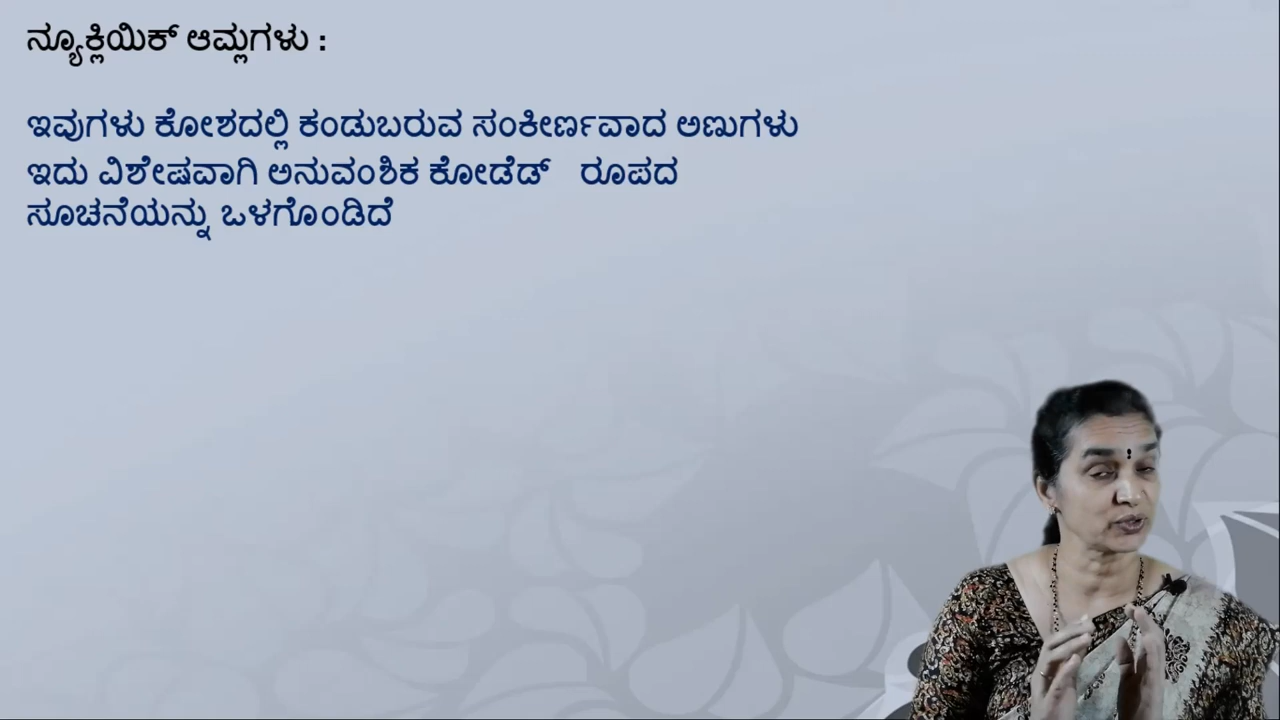 ನ್ಯೂಕ್ಲಿಯಿಕ್ ಆಮ್ಲಗಳು :
ಇವುಗಳು ಕೋಶದಲ್ಲಿ ಕಂಡುಬರುವ ಸಂಕೀರ್ಣವಾದ ಅಣುಗಳು
ಇದು ವಿಶೇಷವಾಗಿ ಅನುವಂಶಿಕ ಕೋಡೆಡ್ ರೂಪದ
ಸೂಚನೆಯನ್ನು ಒಳಗೊಂಡಿದೆ